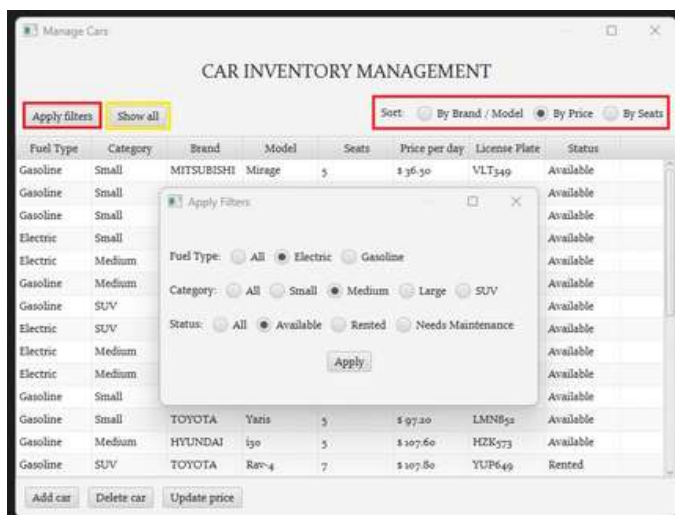 Manage Cars
CAR INVENTORY MANAGEMENT
Apply filters Show all Sort: By Brand / Model By Price By Seats
Fuel Type Category Brand Model Seats Price per day License Plate Status
Gasoline Small MITSUBISHI Mirage 5 $ 36.50 VLT349 Available
Gasoline Small Available
Gasoline Small Available
Electric Small Available
Electric Medium Available
Gasoline Medium Available
Gasoline SUV Available
Electric SUV Available
Electric Medium Available
Electric Medium Available
Gasoline Small Available
Gasoline Small TOYOTA Yaris 5 $ 97.20 LMN852 Available
Gasoline Medium HYUNDAI i30 5 $ 107.60 HZK573 Available
Gasoline SUV TOYOTA Rav-4 7 $ 107.80 YUP649 Rented
Apply Filters
Fuel Type: All Electric Gasoline
Category: All Small Medium Large SUV
Status: All Available Rented Needs Maintenance
Apply
Add car Delete car Update price